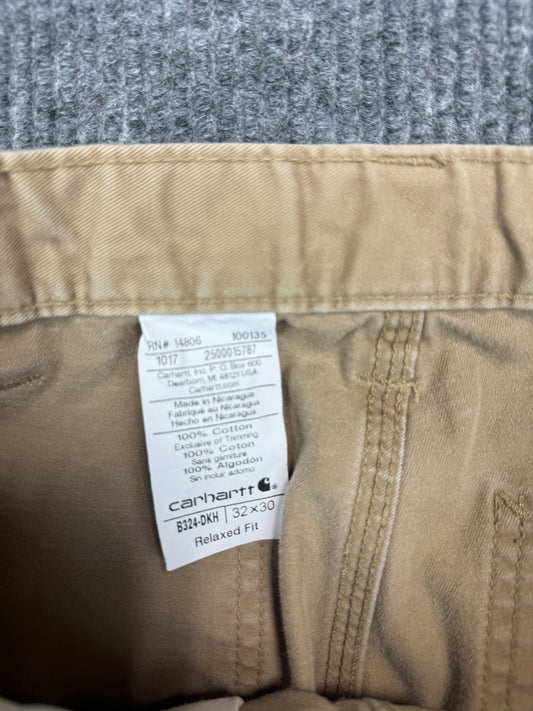 RN# 14806 100135
1017 2500015787
Carhartt, Inc. P. O. Box 600
Dearborn, MI 48121 USA
Carhartt.com
Made in Nicaragua
Fabriqué au Nicaragua
Hecho en Nicaragua
100% Cotton
Exclusive of Trimming
100% Coton
Sans garniture
100% Algodón
Sin incluir adorno
carhartt
B324-DKH 32×30
Relaxed Fit